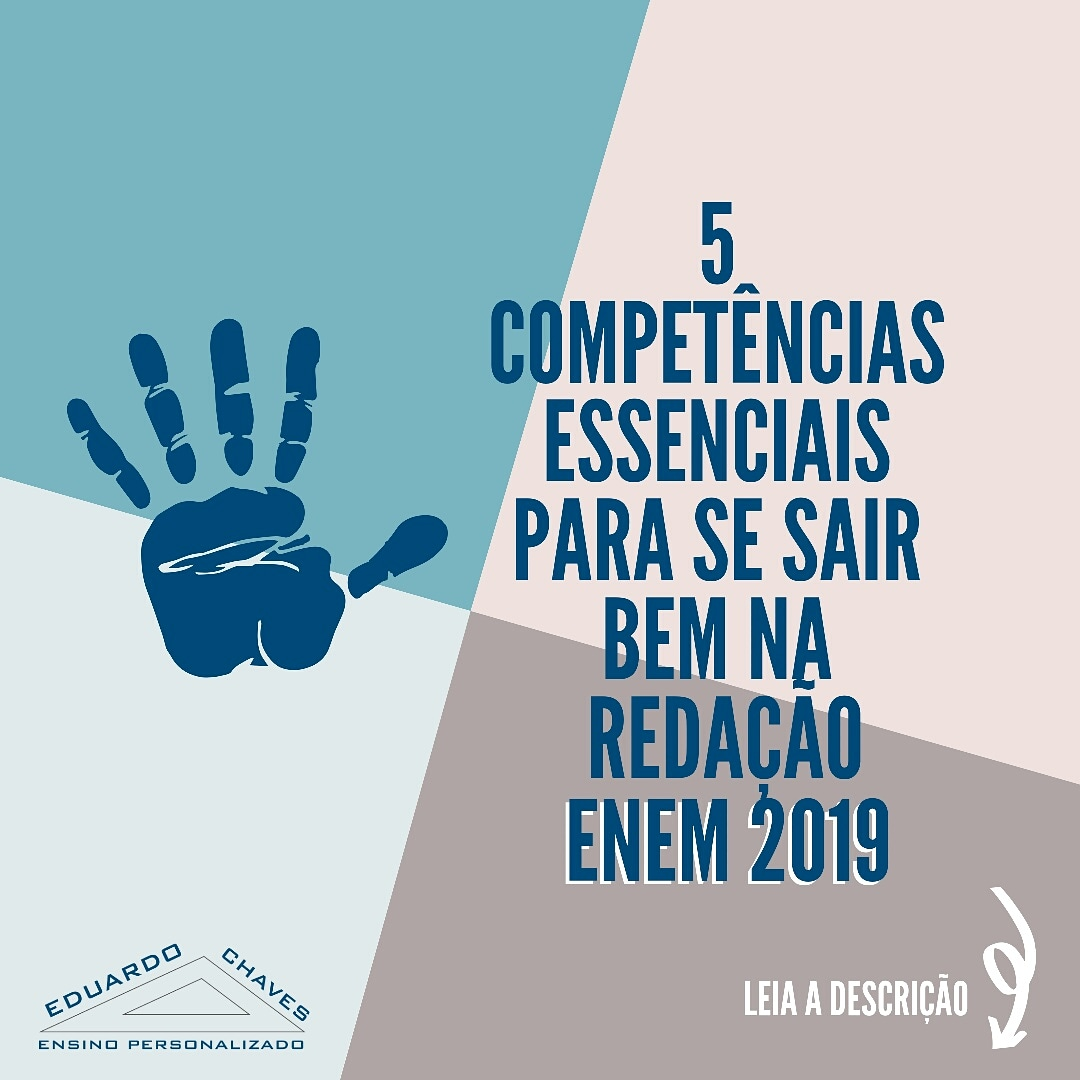 5
COMPETÊNCIAS
ESSENCIAIS
PARA SE SAIR
BEM NA
REDAÇÃO
ENEM 2019
LEIA A DESCRIÇÃO
EDUARDO CHAVES
ENSINO PERSONALIZADO